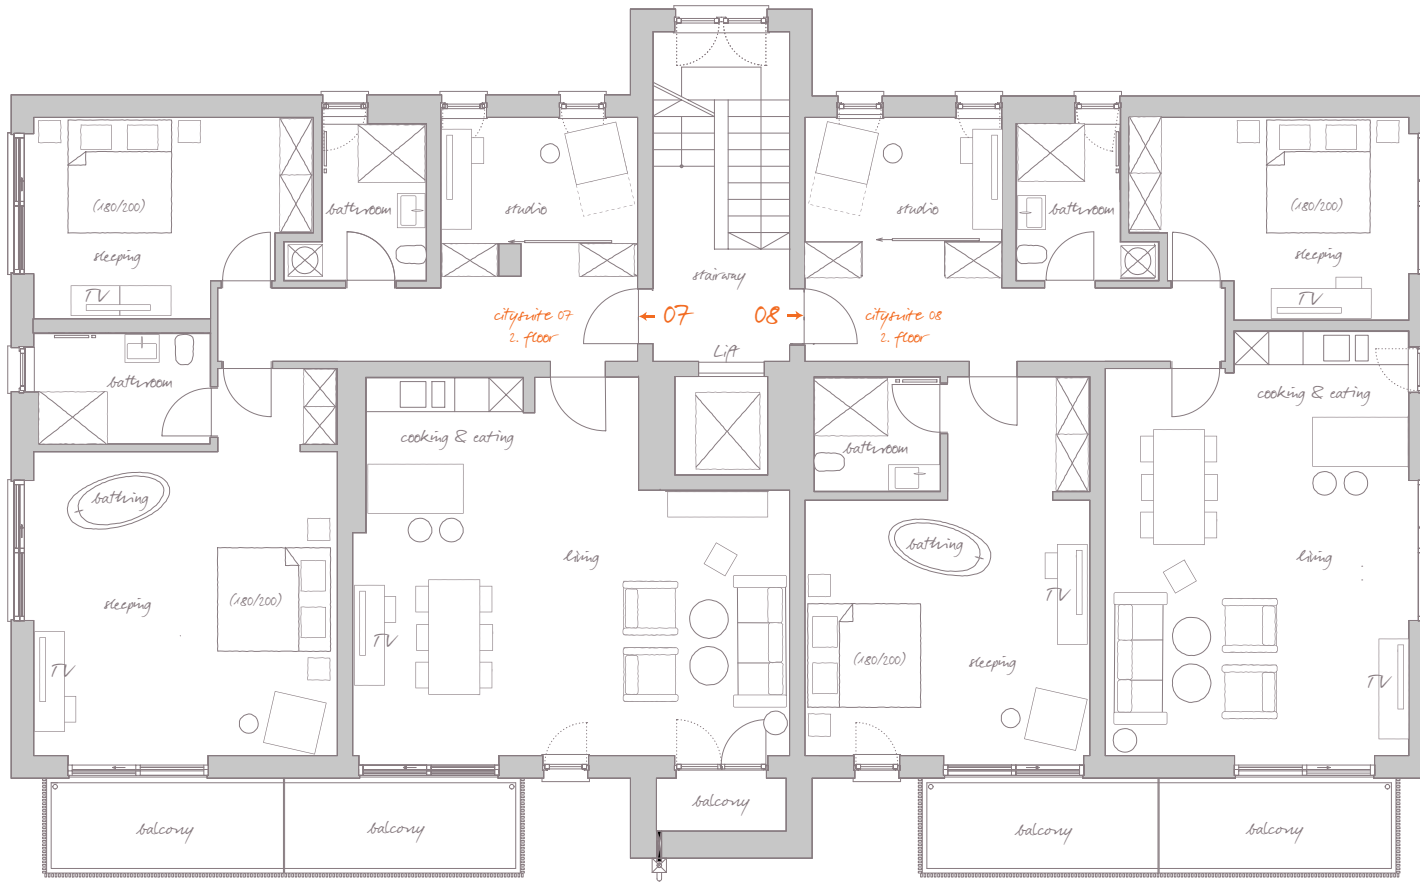 (180/200)
sleeping
TV
bathroom
studio
stairway
studio
bathroom
(180/200)
sleeping
TV
citysuite 07
2. floor
07
08
citysuite 08
2. floor
Lift
bathroom
cooking & eating
bathroom
cooking & eating
bathing
living
bathing
living
sleeping
(180/200)
TV
TV
TV
(180/200)
sleeping
TV
balcony
balcony
balcony
balcony
balcony